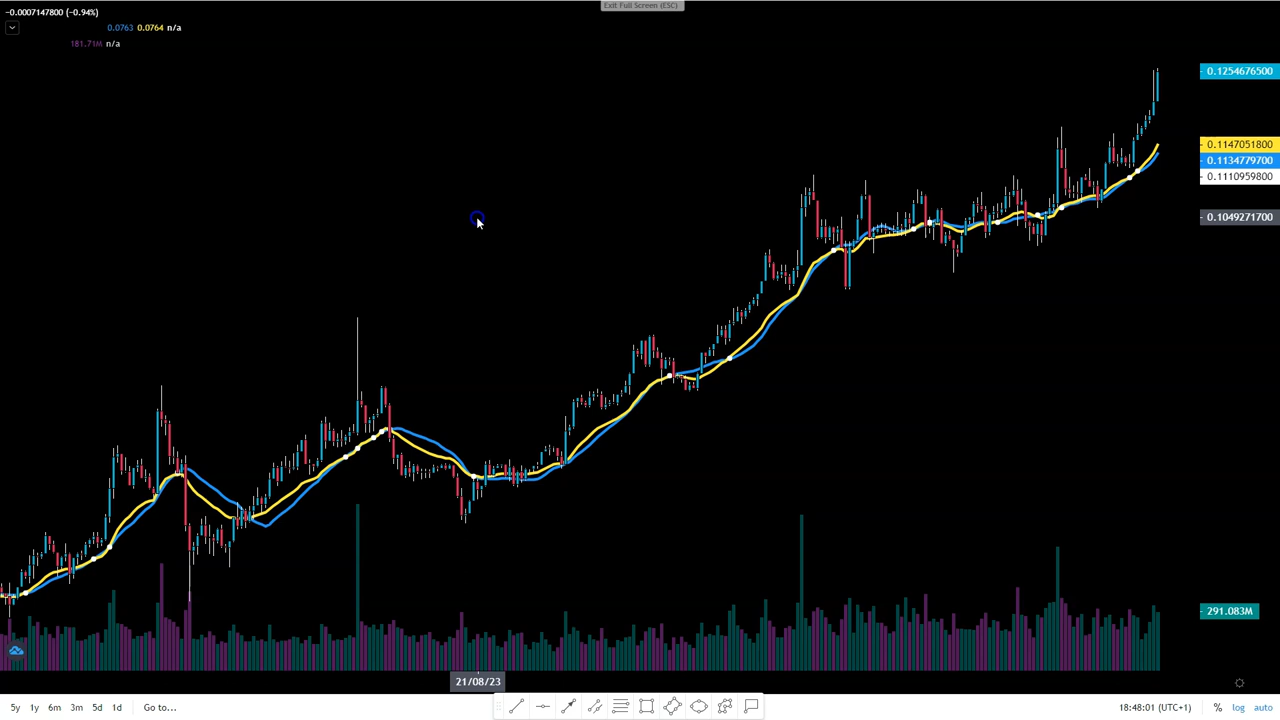 Exit Full Screen (ESC)
−0.0007147800 (−0.94%)
0.0763 0.0764 n/a
181.71M n/a
0.1254676500
0.1147051800
0.1134779700
0.1110959800
0.1049271700
291.083M
21/08/23
5y 1y 6m 3m 5d 1d Go to...
18:48:01 (UTC+1) % log auto